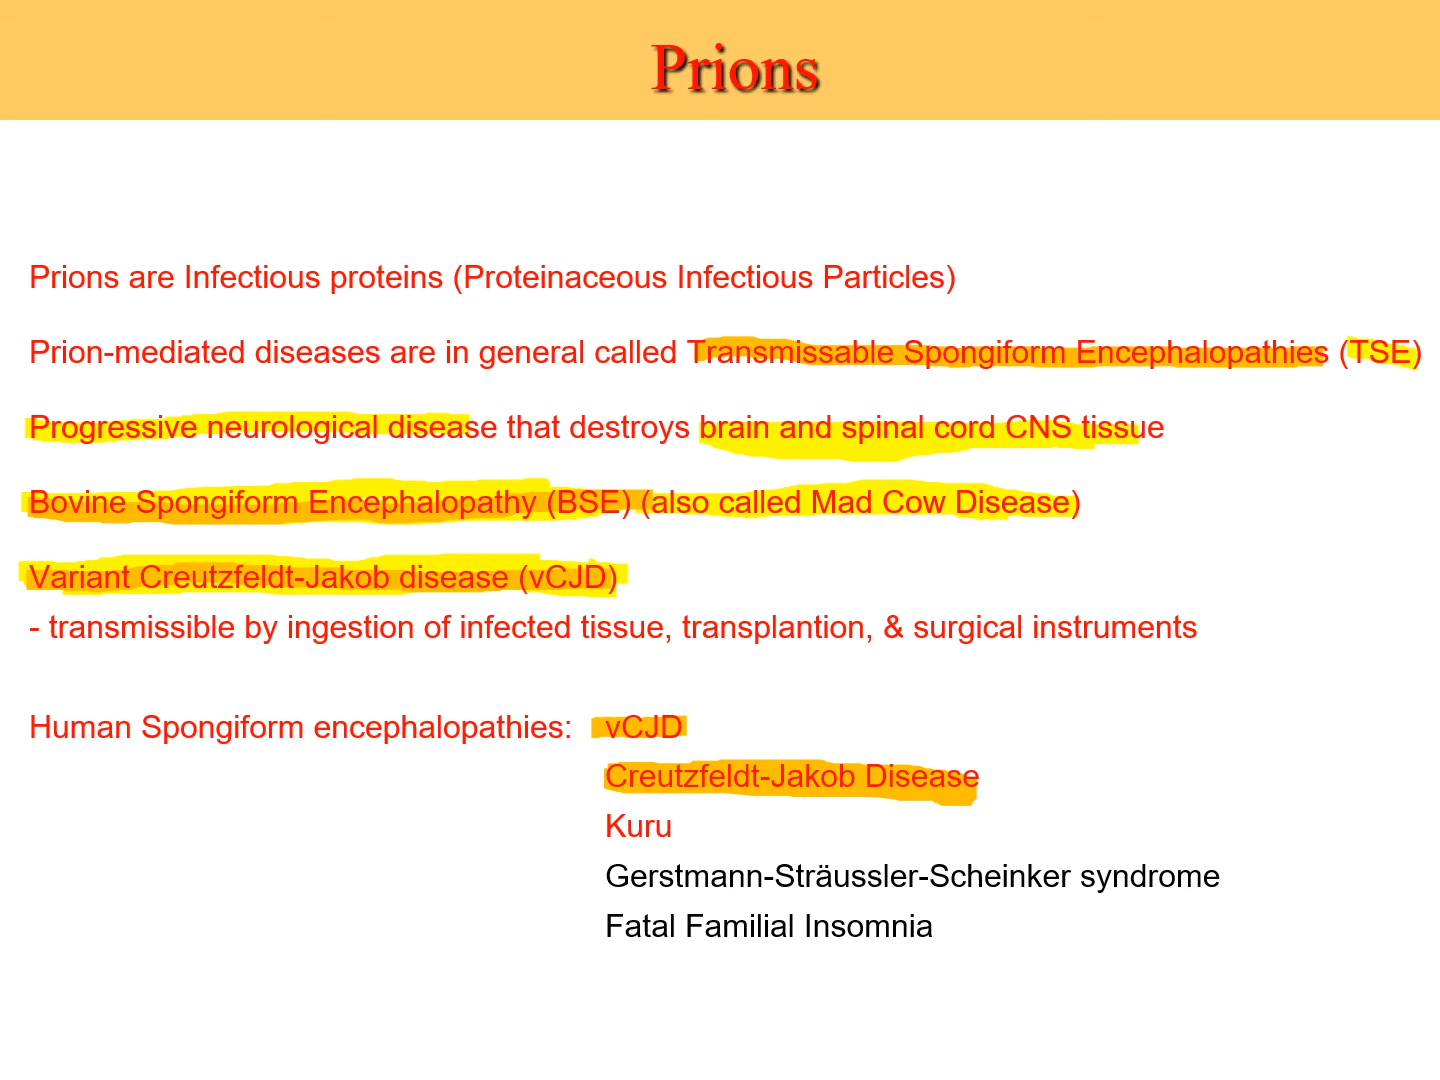 Prions
Prions are Infectious proteins (Proteinaceous Infectious Particles)
Prion-mediated diseases are in general called Transmissable Spongiform Encephalopathies (TSE)
Progressive neurological disease that destroys brain and spinal cord CNS tissue
Bovine Spongiform Encephalopathy (BSE) (also called Mad Cow Disease)
Variant Creutzfeldt-Jakob disease (vCJD)
- transmissible by ingestion of infected tissue, transplantion, & surgical instruments
Human Spongiform encephalopathies: vCJD
Creutzfeldt-Jakob Disease
Kuru
Gerstmann-Sträussler-Scheinker syndrome
Fatal Familial Insomnia